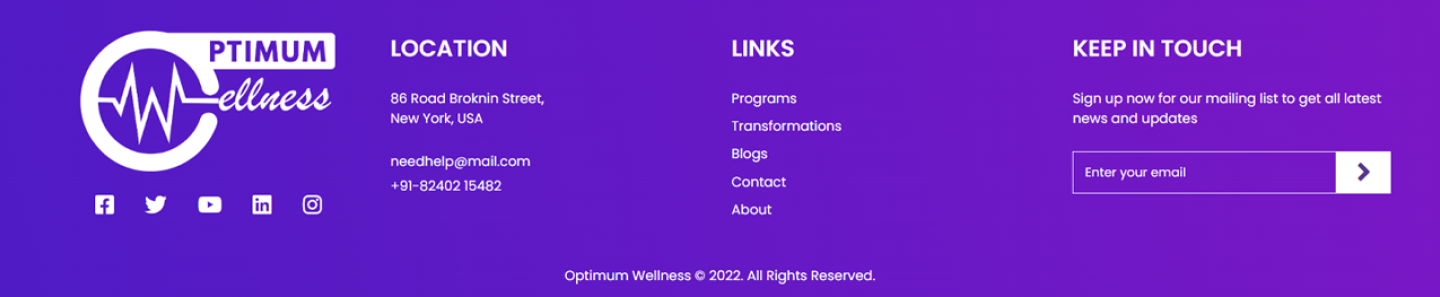 PTIMUM
Wellness
LOCATION
86 Road Broknin Street,
New York, USA
needhelp@mail.com
+91-82402 15482
LINKS
Programs
Transformations
Blogs
Contact
About
KEEP IN TOUCH
Sign up now for our mailing list to get all latest
news and updates
Enter your email
Optimum Wellness © 2022. All Rights Reserved.